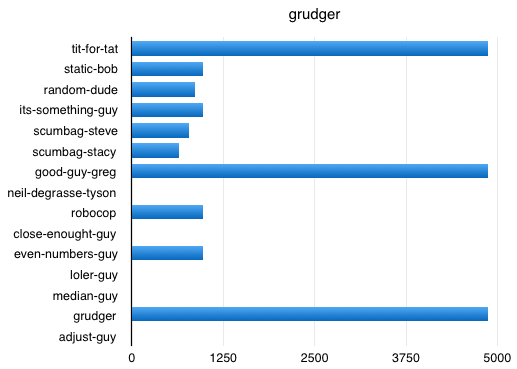 grudger
tit-for-tat
static-bob
random-dude
its-something-guy
scumbag-steve
scumbag-stacy
good-guy-greg
neil-degrasse-tyson
robocop
close-enought-guy
even-numbers-guy
loler-guy
median-guy
grudger
adjust-guy
0 1250 2500 3750 5000